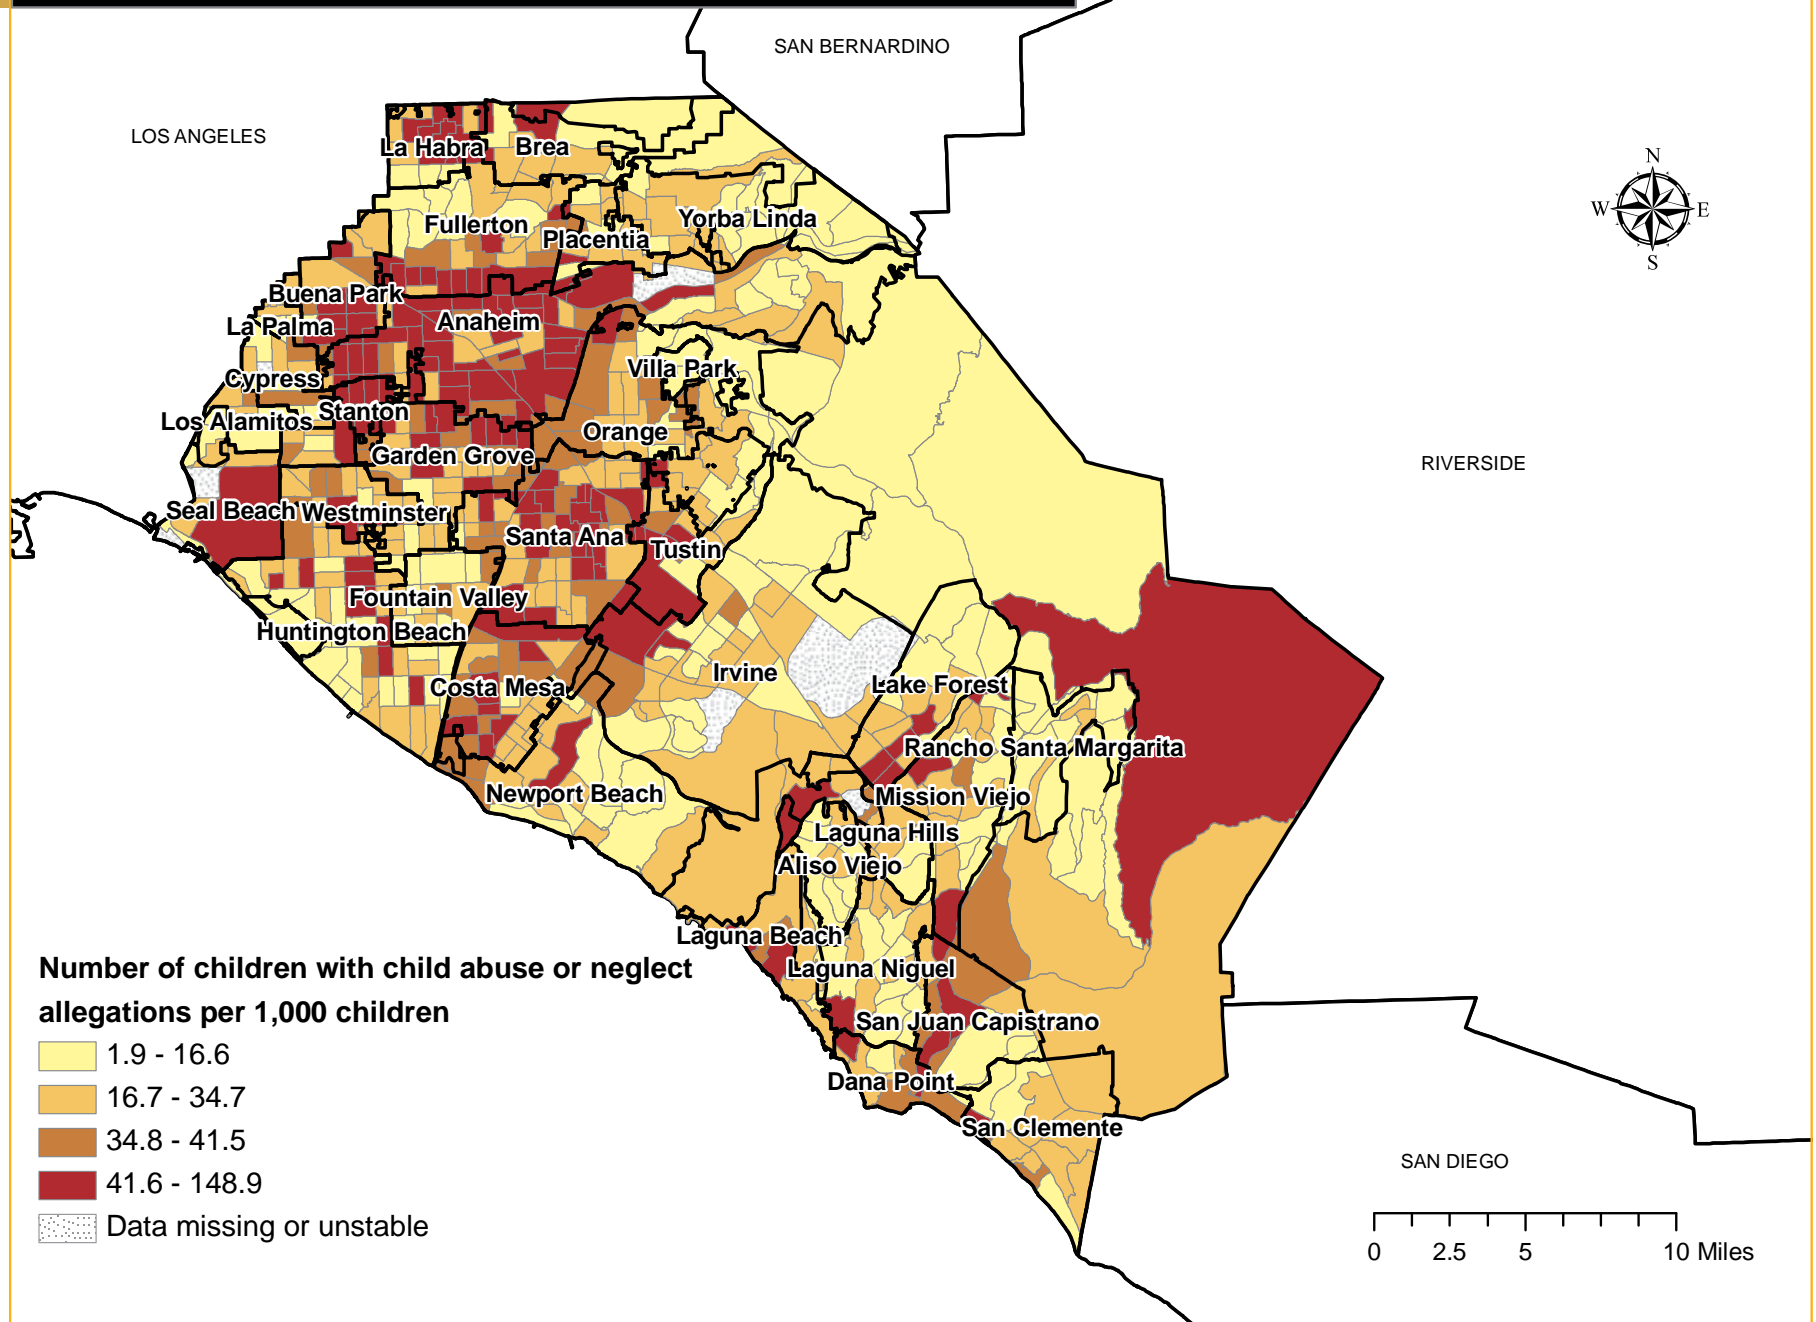 SAN BERNARDINO
LOS ANGELES
N
W
E
S
La Habra
Brea
Fullerton
Yorba Linda
Placentia
Buena Park
Anaheim
La Palma
Villa Park
Cypress
Stanton
Los Alamitos
Orange
Garden Grove
RIVERSIDE
Seal Beach
Westminster
Santa Ana
Tustin
Fountain Valley
Huntington Beach
Irvine
Costa Mesa
Lake Forest
Rancho Santa Margarita
Newport Beach
Mission Viejo
Laguna Hills
Aliso Viejo
Laguna Beach
Laguna Niguel
San Juan Capistrano
Dana Point
San Clemente
SAN DIEGO
Number of children with child abuse or neglect
allegations per 1,000 children
1.9 - 16.6
16.7 - 34.7
34.8 - 41.5
41.6 - 148.9
Data missing or unstable
0 2.5 5 10 Miles